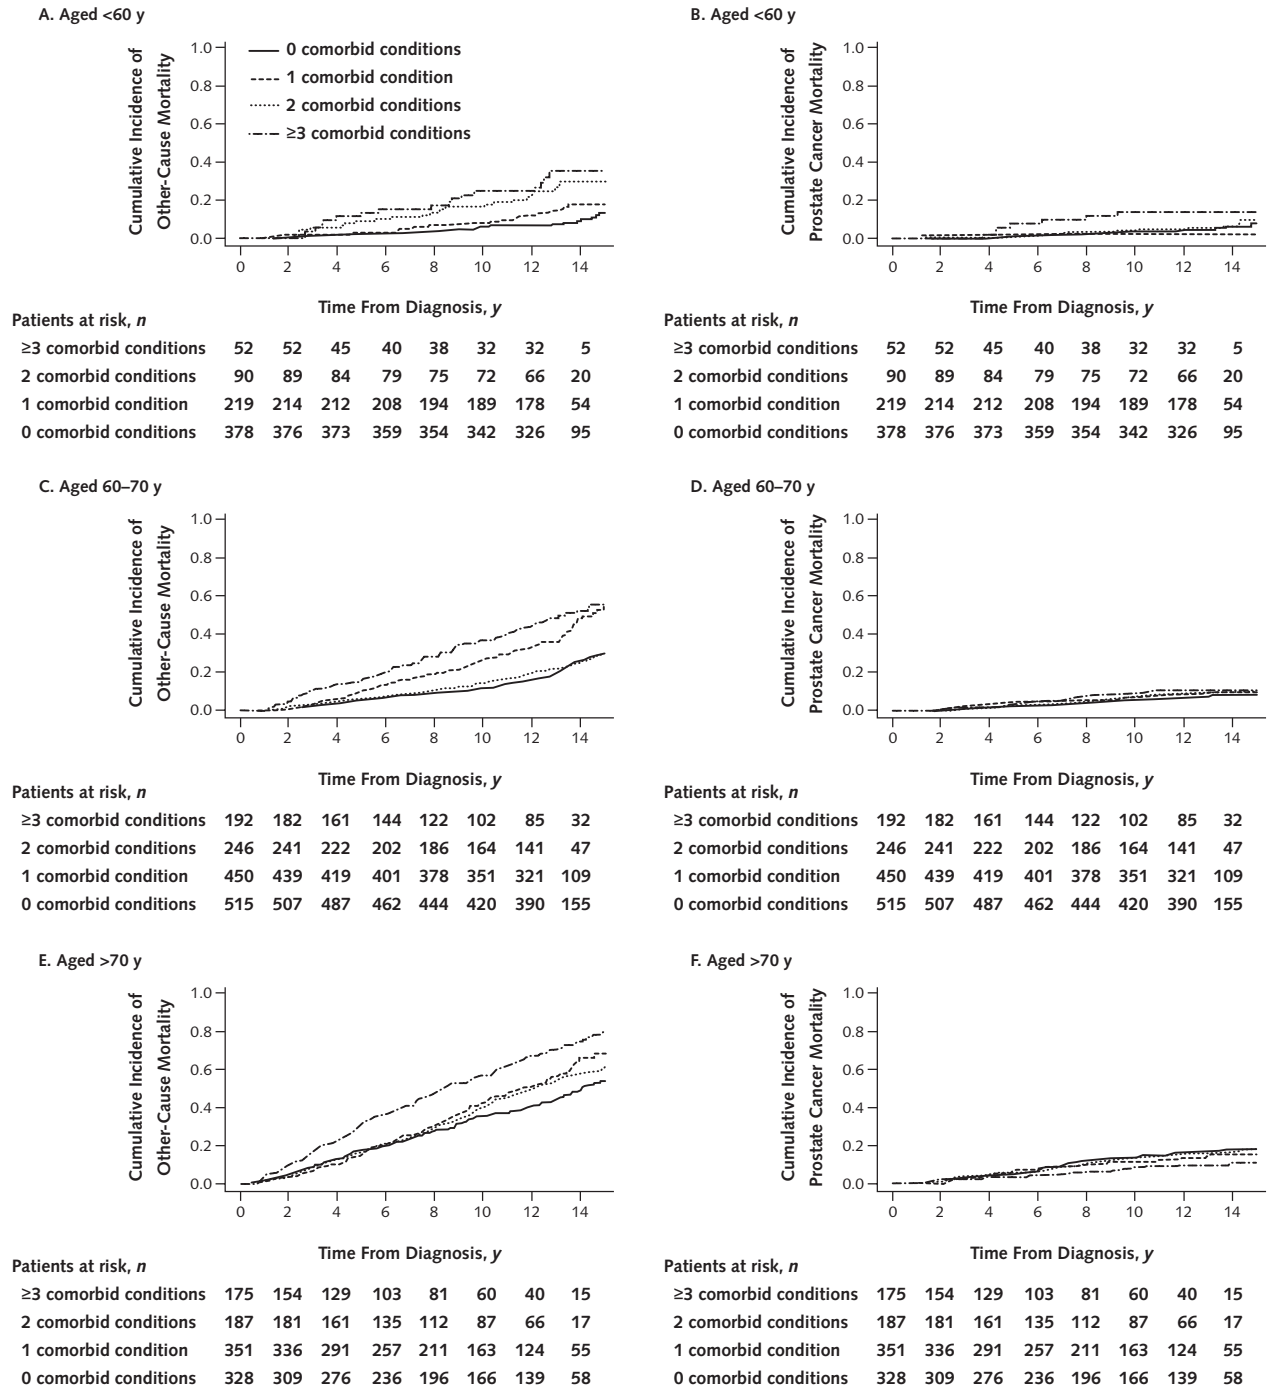 A. Aged <60 y
Cumulative Incidence of
Other-Cause Mortality
1.0
0.8
0.6
0.4
0.2
0.0
0 comorbid conditions
1 comorbid condition
2 comorbid conditions
≥3 comorbid conditions
0 2 4 6 8 10 12 14
Time From Diagnosis, y
Patients at risk, n
≥3 comorbid conditions 52 52 45 40 38 32 32 5
2 comorbid conditions 90 89 84 79 75 72 66 20
1 comorbid condition 219 214 212 208 194 189 178 54
0 comorbid conditions 378 376 373 359 354 342 326 95
B. Aged <60 y
Cumulative Incidence of
Prostate Cancer Mortality
1.0
0.8
0.6
0.4
0.2
0.0
0 2 4 6 8 10 12 14
Time From Diagnosis, y
Patients at risk, n
≥3 comorbid conditions 52 52 45 40 38 32 32 5
2 comorbid conditions 90 89 84 79 75 72 66 20
1 comorbid condition 219 214 212 208 194 189 178 54
0 comorbid conditions 378 376 373 359 354 342 326 95
C. Aged 60–70 y
Cumulative Incidence of
Other-Cause Mortality
1.0
0.8
0.6
0.4
0.2
0.0
0 2 4 6 8 10 12 14
Time From Diagnosis, y
Patients at risk, n
≥3 comorbid conditions 192 182 161 144 122 102 85 32
2 comorbid conditions 246 241 222 202 186 164 141 47
1 comorbid condition 450 439 419 401 378 351 321 109
0 comorbid conditions 515 507 487 462 444 420 390 155
D. Aged 60–70 y
Cumulative Incidence of
Prostate Cancer Mortality
1.0
0.8
0.6
0.4
0.2
0.0
0 2 4 6 8 10 12 14
Time From Diagnosis, y
Patients at risk, n
≥3 comorbid conditions 192 182 161 144 122 102 85 32
2 comorbid conditions 246 241 222 202 186 164 141 47
1 comorbid condition 450 439 419 401 378 351 321 109
0 comorbid conditions 515 507 487 462 444 420 390 155
E. Aged >70 y
Cumulative Incidence of
Other-Cause Mortality
1.0
0.8
0.6
0.4
0.2
0.0
0 2 4 6 8 10 12 14
Time From Diagnosis, y
Patients at risk, n
≥3 comorbid conditions 175 154 129 103 81 60 40 15
2 comorbid conditions 187 181 161 135 112 87 66 17
1 comorbid condition 351 336 291 257 211 163 124 55
0 comorbid conditions 328 309 276 236 196 166 139 58
F. Aged >70 y
Cumulative Incidence of
Prostate Cancer Mortality
1.0
0.8
0.6
0.4
0.2
0.0
0 2 4 6 8 10 12 14
Time From Diagnosis, y
Patients at risk, n
≥3 comorbid conditions 175 154 129 103 81 60 40 15
2 comorbid conditions 187 181 161 135 112 87 66 17
1 comorbid condition 351 336 291 257 211 163 124 55
0 comorbid conditions 328 309 276 236 196 166 139 58